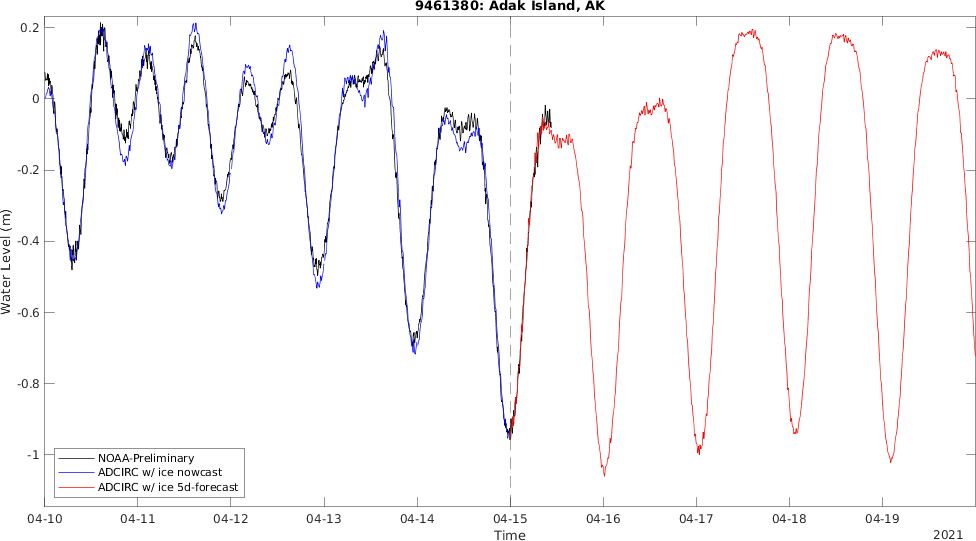 9461380: Adak Island, AK
Water Level (m)
0.2
0
-0.2
-0.4
-0.6
-0.8
-1
NOAA-Preliminary
ADCIRC w/ ice nowcast
ADCIRC w/ ice 5d-forecast
04-10 04-11 04-12 04-13 04-14 04-15 04-16 04-17 04-18 04-19
Time
2021